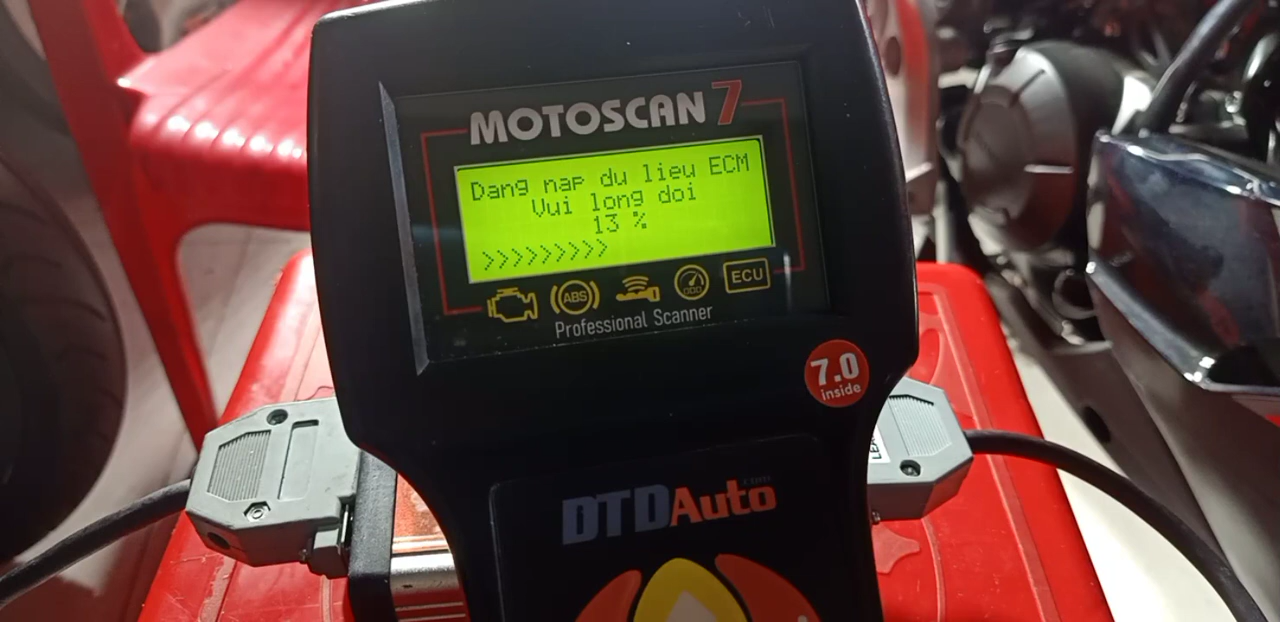 MOTOSCAN 7
Dang nap du lieu ECM
Vui long doi
13 %
>>>>>>>>>
ABS
ECU
Professional Scanner
7.0
inside
.com
DTDAuto